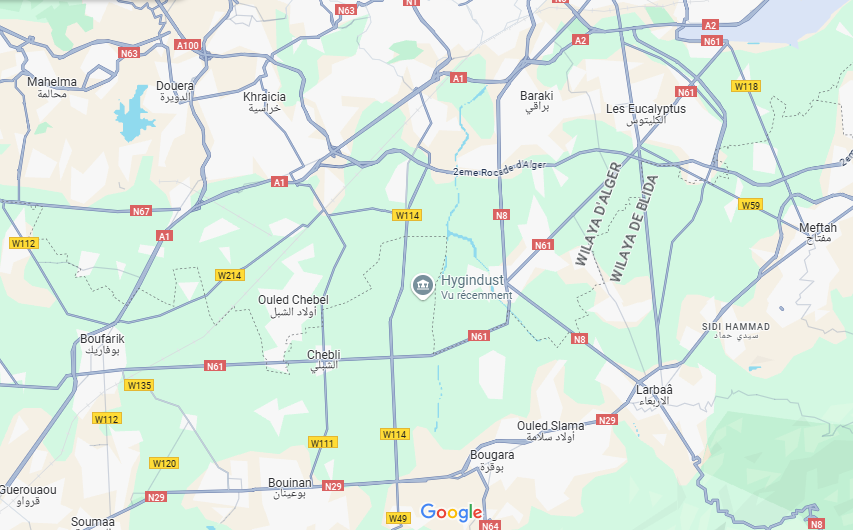 N63
N1
A2
N61
A100
A2
N63
A1
Mahelma
محالمة
Douera
الدويرة
Khraicia
خراسية
Baraki
براقي
N61
W118
Les Eucalyptus
الكاليتوس
2eme Rocade d'Alger
A1
WILAYA D'ALGER
WILAYA DE BLIDA
N67
W114
N8
W59
Meftah
مفتاح
W112
A1
N61
W214
Hygindust
Vu récemment
Ouled Chebel
أولاد الشبل
Boufarik
بوفاريك
SIDI HAMMAD
سيدي حماد
N61
N8
Chebli
الشبلي
N61
W135
Larbaâ
الاربعاء
W112
N29
Ouled Slama
أولاد سلامة
W111
W114
W120
Bougara
بوقرة
Guerouaou
قرواو
N29
Bouinan
بوعينان
N29
Soumaa
صومعة
W49
Google
N64
N8